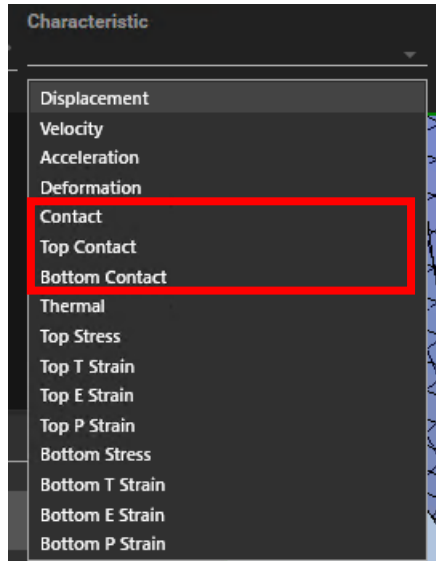 Characteristic
Displacement
Velocity
Acceleration
Deformation
Contact
Top Contact
Bottom Contact
Thermal
Top Stress
Top T Strain
Top E Strain
Top P Strain
Bottom Stress
Bottom T Strain
Bottom E Strain
Bottom P Strain